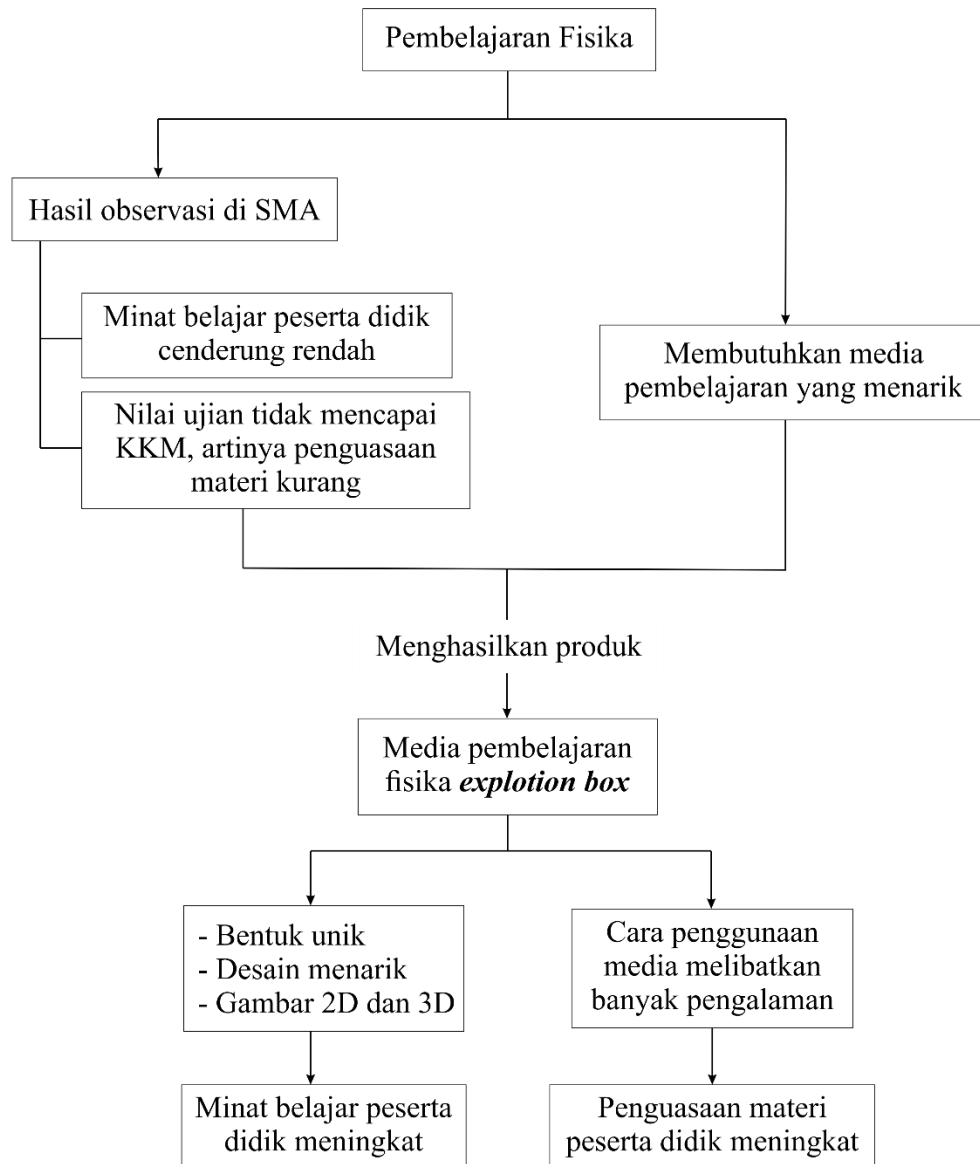 Pembelajaran Fisika
Hasil observasi di SMA
Minat belajar peserta didik
cenderung rendah
Nilai ujian tidak mencapai
KKM, artinya penguasaan
materi kurang
Membutuhkan media
pembelajaran yang menarik
Menghasilkan produk
Media pembelajaran
fisika explotion box
- Bentuk unik
- Desain menarik
- Gambar 2D dan 3D
Cara penggunaan
media melibatkan
banyak pengalaman
Minat belajar peserta
didik meningkat
Penguasaan materi
peserta didik meningkat